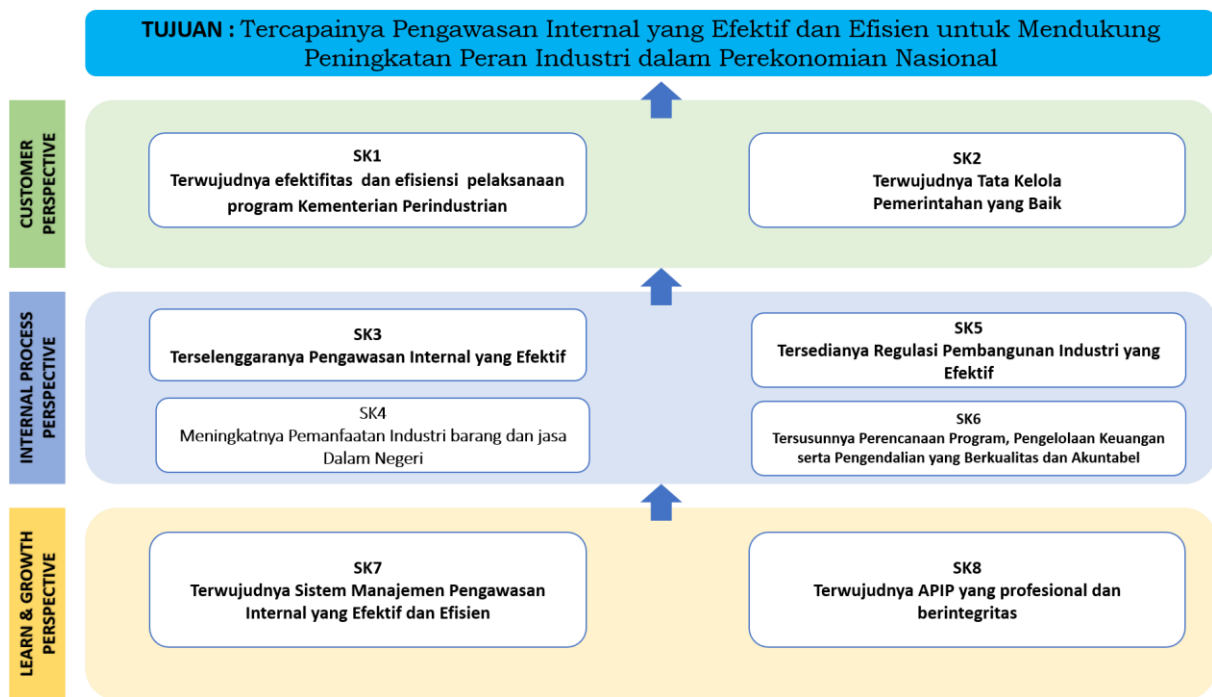 TUJUAN : Tercapainya Pengawasan Internal yang Efektif dan Efisien untuk Mendukung
Peningkatan Peran Industri dalam Perekonomian Nasional
CUSTOMER
PERSPECTIVE
SK1
Terwujudnya efektifitas dan efisiensi pelaksanaan
program Kementerian Perindustrian
SK2
Terwujudnya Tata Kelola
Pemerintahan yang Baik
INTERNAL PROCESS
PERSPECTIVE
SK3
Terselenggaranya Pengawasan Internal yang Efektif
SK5
Tersedianya Regulasi Pembangunan Industri yang
Efektif
SK4
Meningkatnya Pemanfaatan Industri barang dan jasa
Dalam Negeri
SK6
Tersusunnya Perencanaan Program, Pengelolaan Keuangan
serta Pengendalian yang Berkualitas dan Akuntabel
LEARN & GROWTH
PERSPECTIVE
SK7
Terwujudnya Sistem Manajemen Pengawasan
Internal yang Efektif dan Efisien
SK8
Terwujudnya APIP yang profesional dan
berintegritas